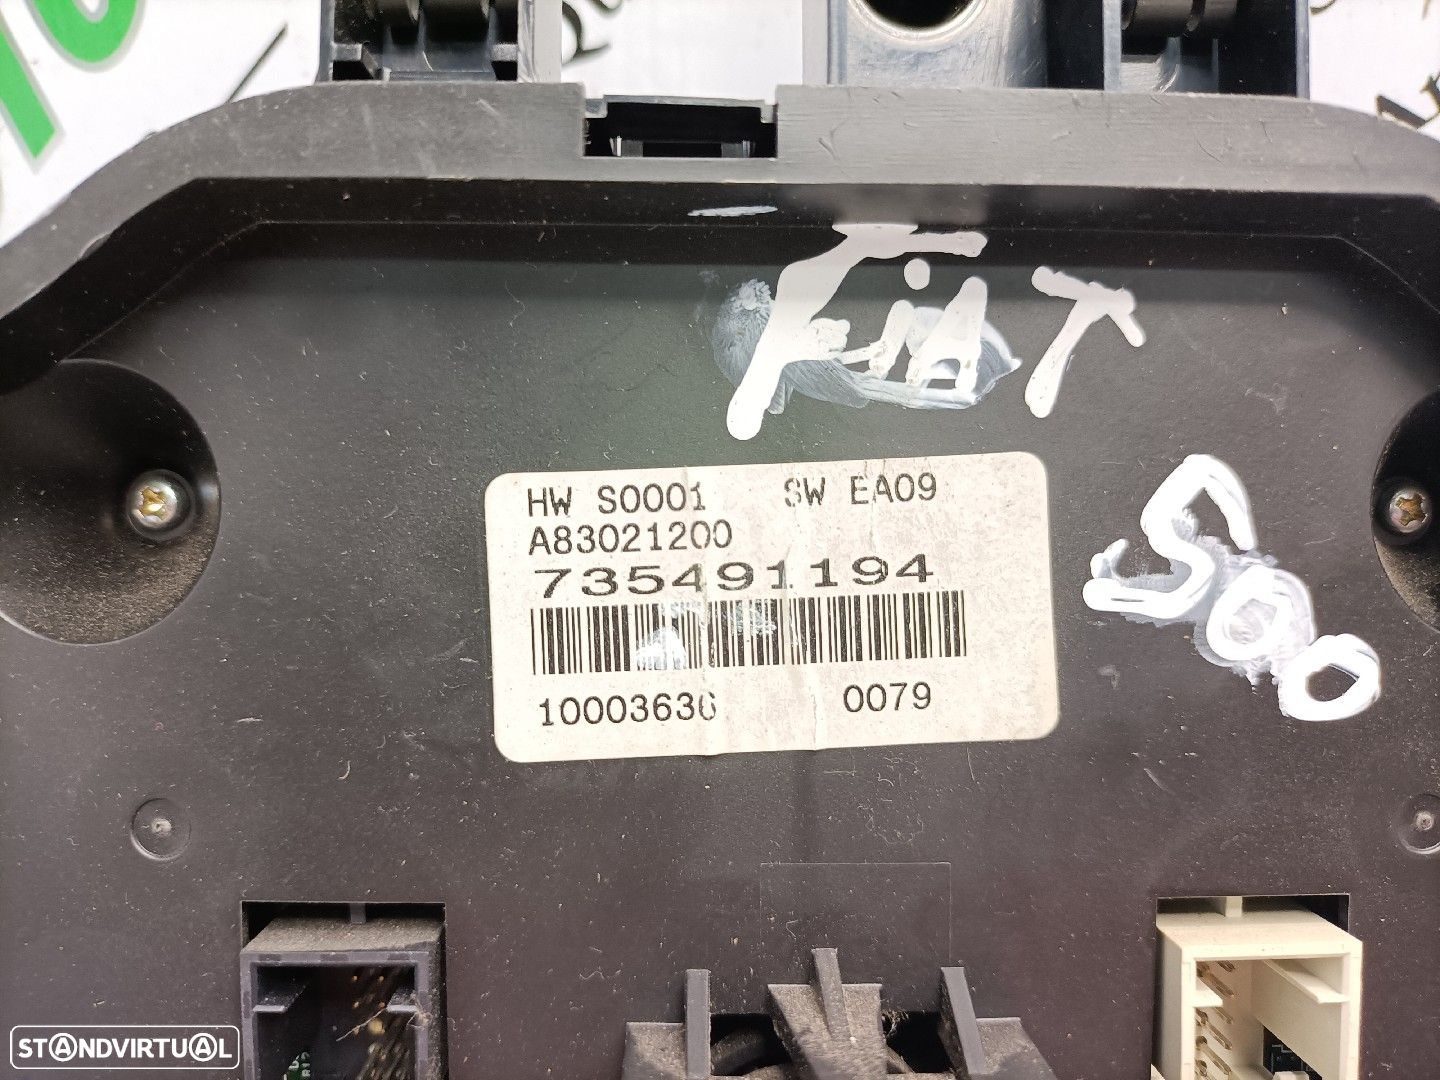 FiAT
500
HW S0001 SW EA09
A83021200
735491194
10003636 0079
STANDVIRTUAL